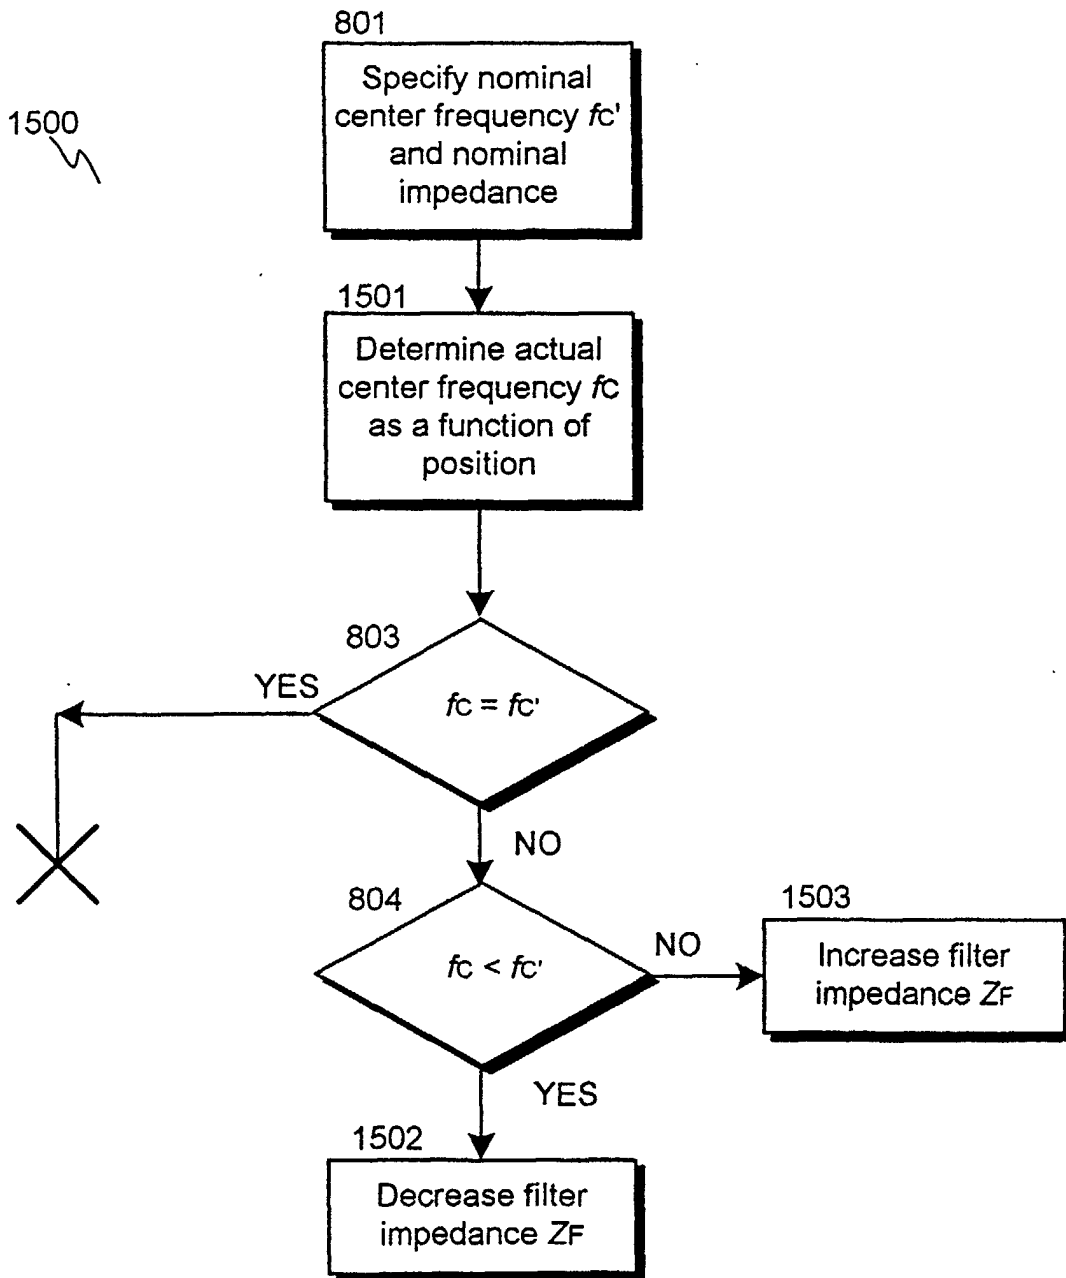 801
Specify nominal
center frequency fC'
and nominal
impedance
1500
1501
Determine actual
center frequency fC
as a function of
position
803
YES
fC = fC'
NO
804
fC < fC'
NO
1503
Increase filter
impedance ZF
YES
1502
Decrease filter
impedance ZF